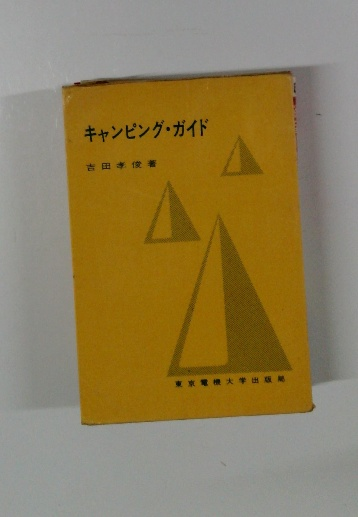 キャンピング・ガイド
吉田孝俊著
東京電機大学出版局